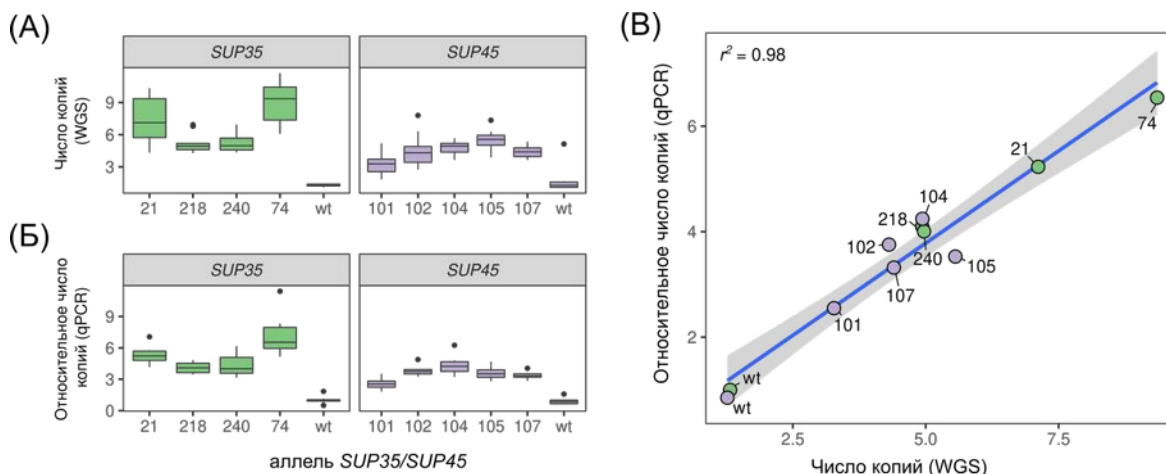 (А)
SUP35
SUP45
Число копий
(WGS)
9
6
3
21 218 240 74 wt
101 102 104 105 107 wt
(Б)
SUP35
SUP45
Относительное число
копий (qPCR)
9
6
3
0
21 218 240 74 wt
101 102 104 105 107 wt
аллель SUP35/SUP45
(В)
r² = 0.98
Относительное число копий (qPCR)
6
4
2
74
21
104
218
102
240
105
107
101
wt
wt
2.5 5.0 7.5
Число копий (WGS)